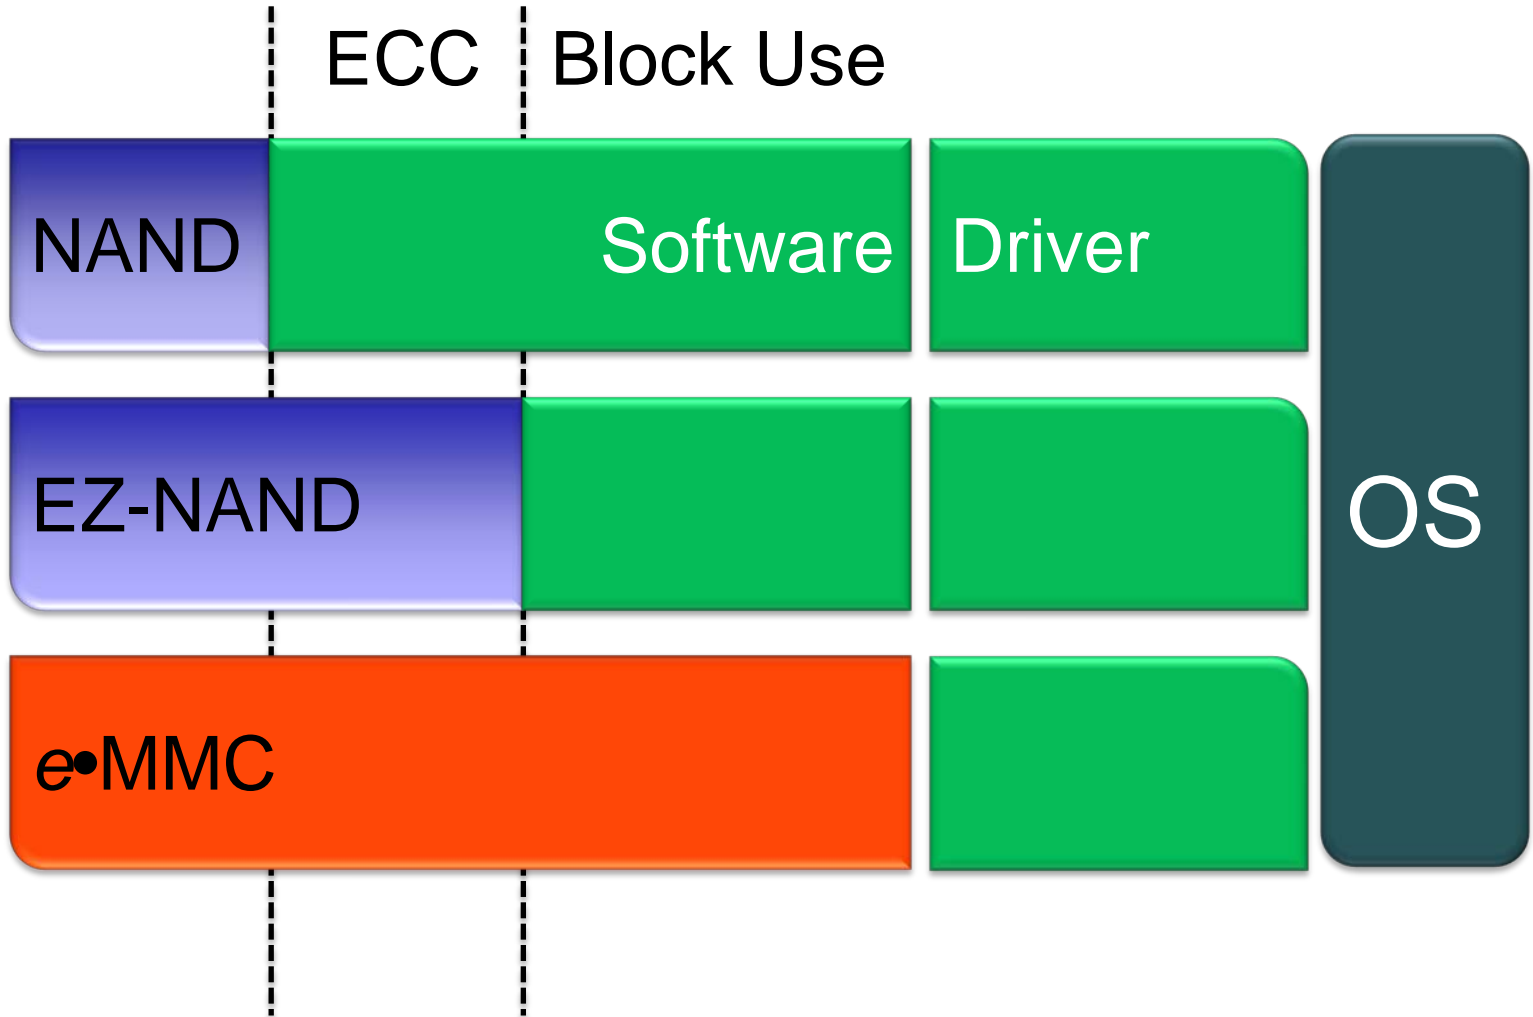 ECC Block Use
NAND Software Driver
EZ-NAND
OS
e•MMC